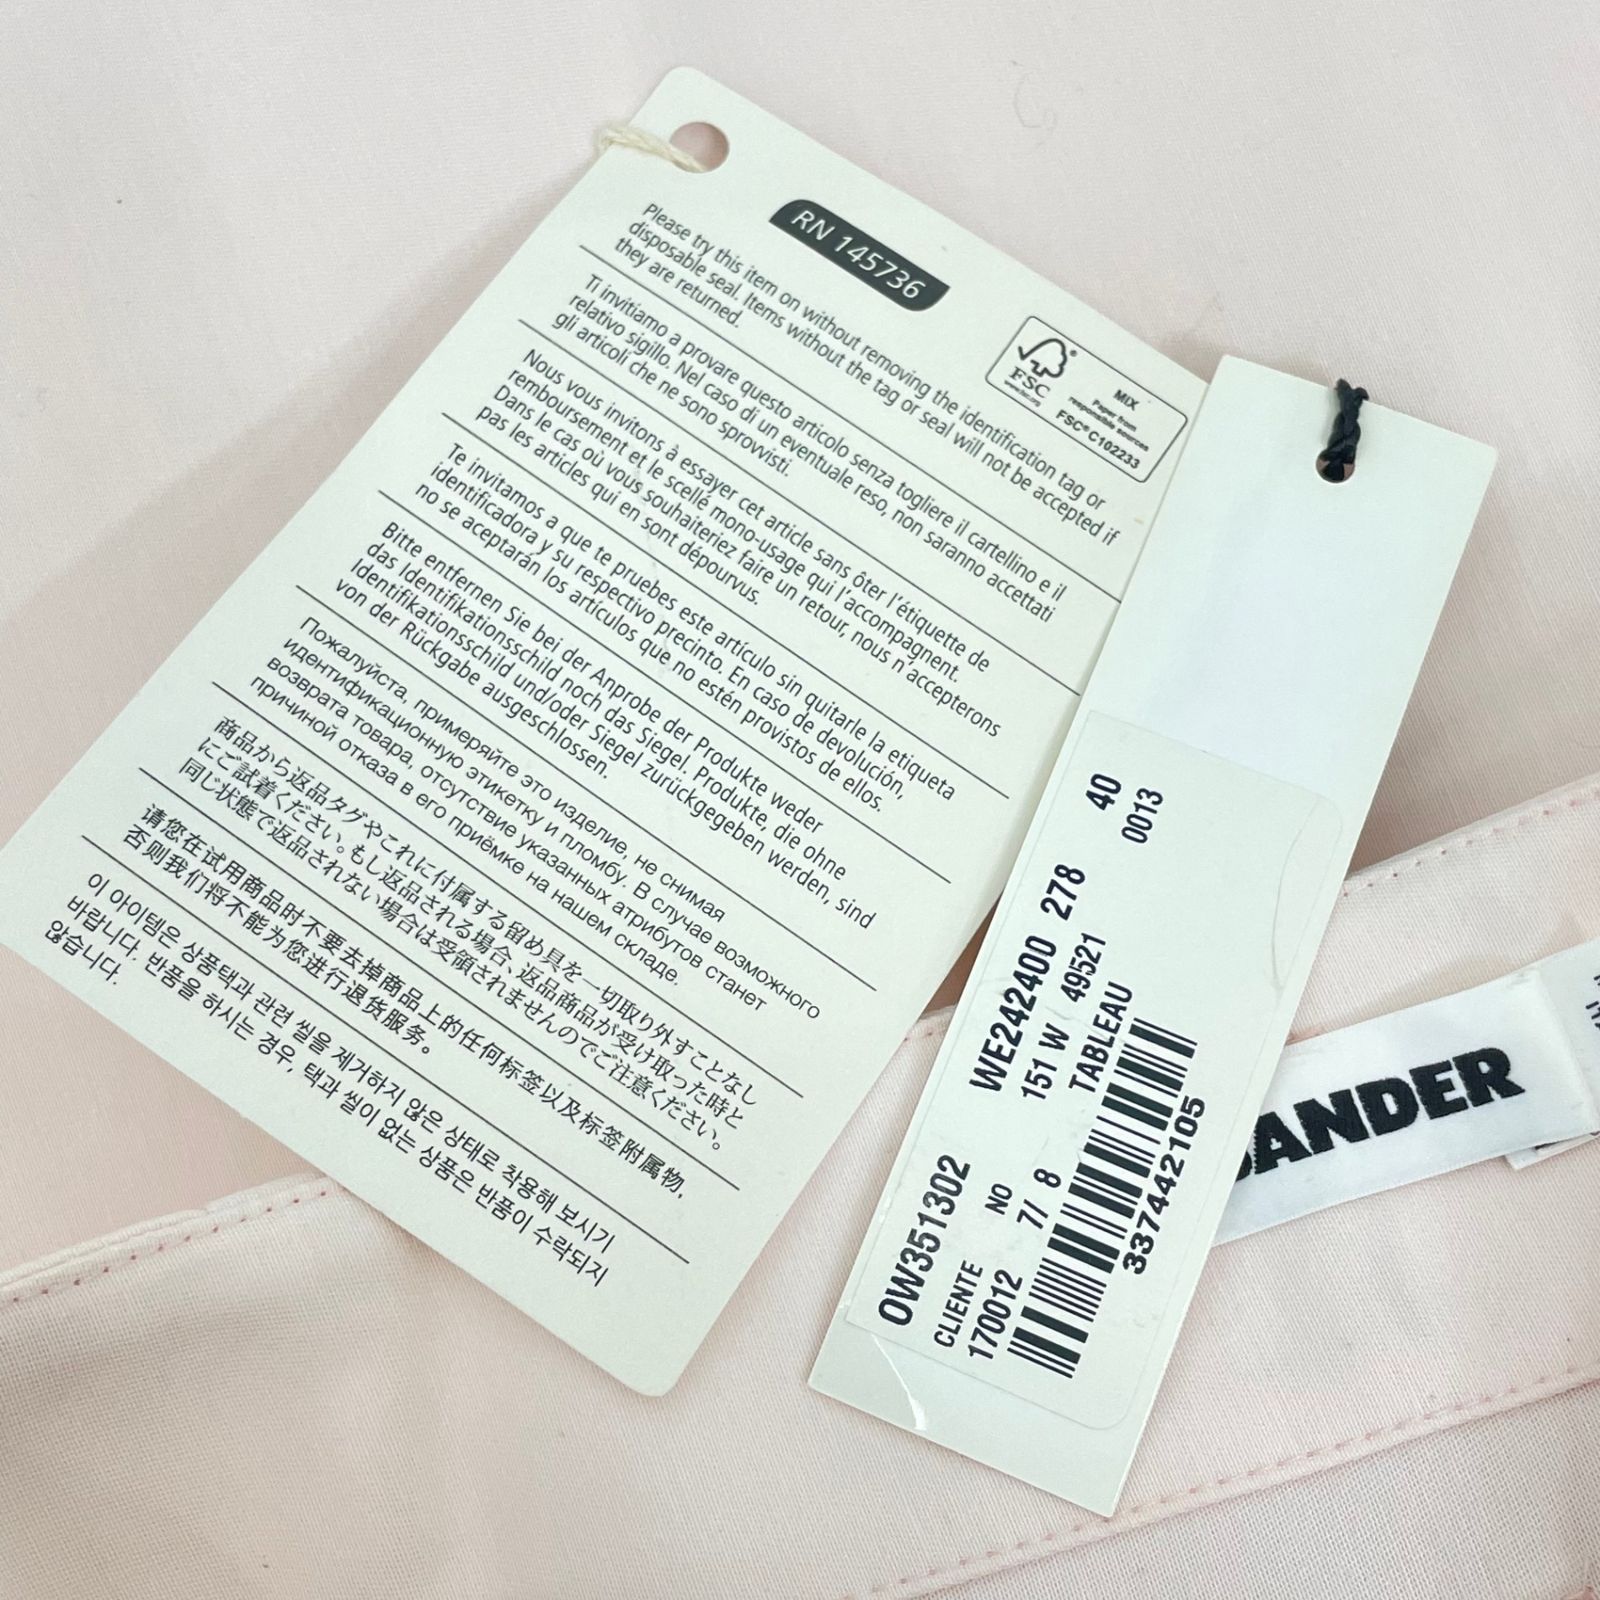 RN 145736
Please try this item on without removing the identification tag or
disposable seal. Items without the tag or seal will not be accepted if
they are returned.
Ti invitiamo a provare questo articolo senza togliere il cartellino e il
relativo sigillo. Nel caso di un eventuale reso, non saranno accettati
gli articoli che ne sono sprovvisti.
Nous vous invitons à essayer cet article sans ôter l'étiquette de
remboursement et le scellé mono-usage qui l'accompagnent.
Dans le cas où vous souhaiteriez faire un retour, nous n'accepterons
pas les articles qui en sont dépourvus.
Te invitamos a que te pruebes este artículo sin quitarle la etiqueta
identificadora y su respectivo precinto. En caso de devolución,
no se aceptarán los artículos que no estén provistos de ellos.
Bitte entfernen Sie bei der Anprobe der Produkte weder
das Identifikationsschild noch das Siegel. Produkte, die ohne
Identifikationsschild und/oder Siegel zurückgegeben werden, sind
von der Rückgabe ausgeschlossen.
Пожалуйста, примеряйте это изделие, не снимая
идентификационную этикетку и пломбу. В случае возможного
возврата товара, отсутствие указанных атрибутов станет
причиной отказа в его приёмке на нашем складе.
商品から返品タグやこれに付属する留め具を一切取り外すことなし
にご試着ください。もし返品される場合、返品商品が受け取った時と
同じ状態で返品されない場合は受領されませんのでご注意ください。
请您在试用商品时不要去掉商品上的任何标签以及标签附属物,
否则我们将不能为您进行退货服务。
이 아이템은 상품택과 관련 씰을 제거하지 않은 상태로 착용해 보시기
바랍니다. 반품을 하시는 경우, 택과 씰이 없는 상품은 반품이 수락되지
않습니다.
FSC
www.fsc.org
MIX
Paper from
responsible sources
FSC® C102233
OW351302 WE242400 278 40
CLIENTE NO 151 W 49521 0013
170012 7/ 8 TABLEAU
337442105
SANDER